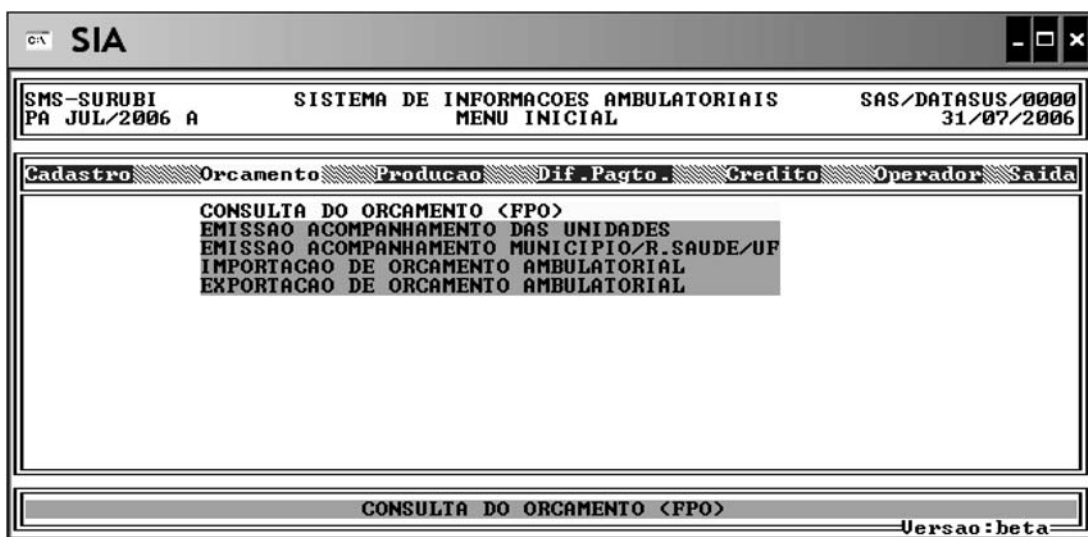 C:\ SIA
SMS-SURUBI SISTEMA DE INFORMACOES AMBULATORIAIS SAS/DATASUS/0000
PA JUL/2006 A MENU INICIAL 31/07/2006
Cadastro Orcamento Producao Dif.Pagto. Credito Operador Saida
CONSULTA DO ORCAMENTO (FPO)
EMISSAO ACOMPANHAMENTO DAS UNIDADES
EMISSAO ACOMPANHAMENTO MUNICIPIO/R.SAUDE/UF
IMPORTACAO DE ORCAMENTO AMBULATORIAL
EXPORTACAO DE ORCAMENTO AMBULATORIAL
CONSULTA DO ORCAMENTO (FPO)
Versao:beta